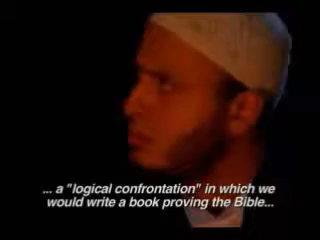 ... a "logical confrontation" in which we
would write a book proving the Bible...